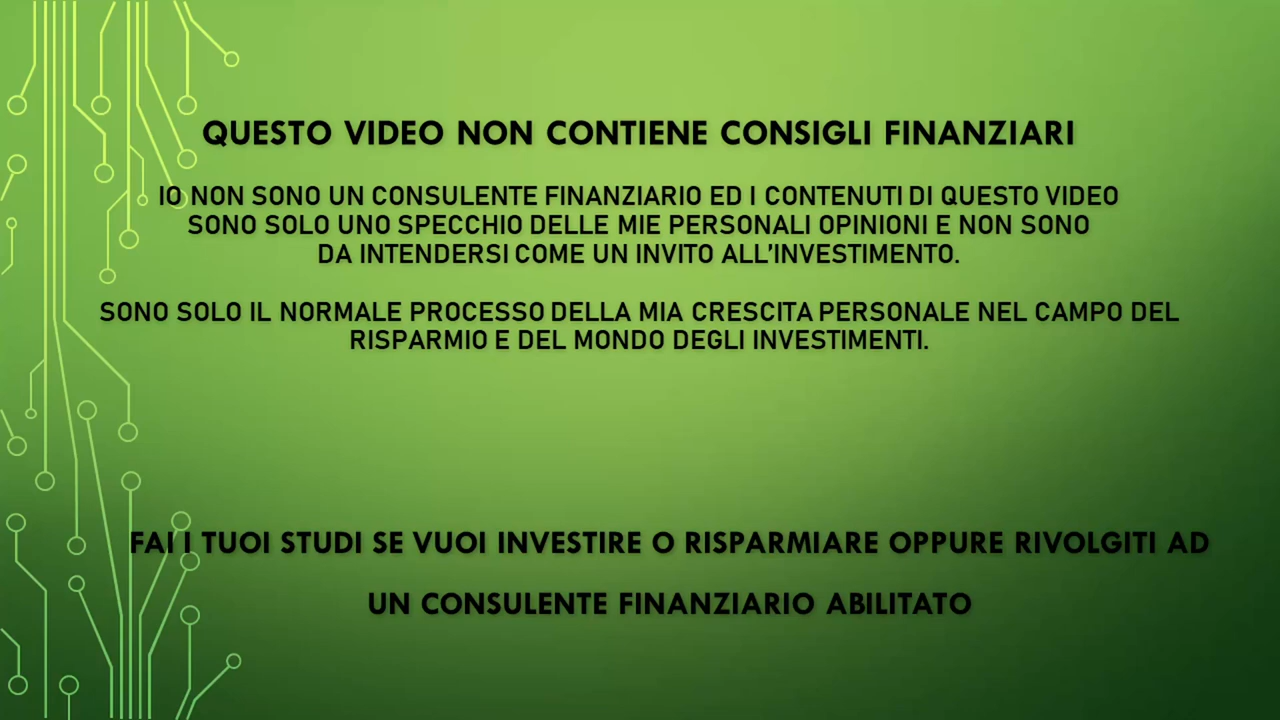 QUESTO VIDEO NON CONTIENE CONSIGLI FINANZIARI
IO NON SONO UN CONSULENTE FINANZIARIO ED I CONTENUTI DI QUESTO VIDEO
SONO SOLO UNO SPECCHIO DELLE MIE PERSONALI OPINIONI E NON SONO
DA INTENDERSI COME UN INVITO ALL'INVESTIMENTO.
SONO SOLO IL NORMALE PROCESSO DELLA MIA CRESCITA PERSONALE NEL CAMPO DEL
RISPARMIO E DEL MONDO DEGLI INVESTIMENTI.
FAI I TUOI STUDI SE VUOI INVESTIRE O RISPARMIARE OPPURE RIVOLGITI AD
UN CONSULENTE FINANZIARIO ABILITATO